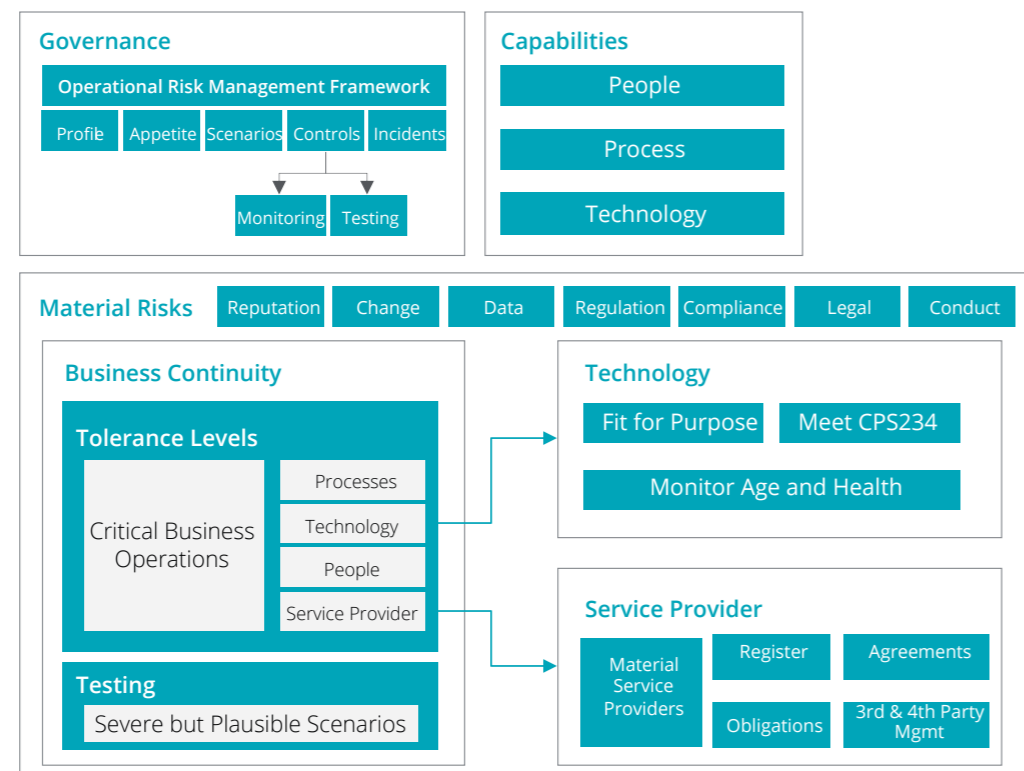 Governance
Operational Risk Management Framework
Profile
Appetite
Scenarios
Controls
Incidents
Monitoring
Testing
Capabilities
People
Process
Technology
Material Risks
Reputation
Change
Data
Regulation
Compliance
Legal
Conduct
Business Continuity
Tolerance Levels
Critical Business
Operations
Processes
Technology
People
Service Provider
Testing
Severe but Plausible Scenarios
Technology
Fit for Purpose
Meet CPS234
Monitor Age and Health
Service Provider
Material
Service
Providers
Register
Agreements
Obligations
3rd & 4th Party
Mgmt